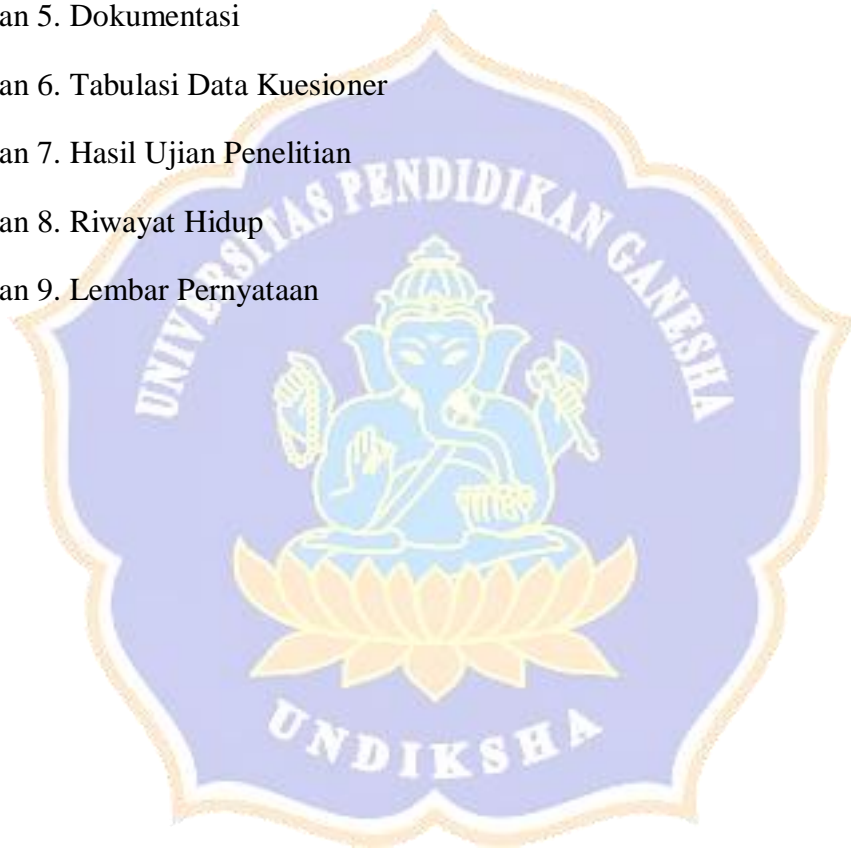 an 5. Dokumentasi
an 6. Tabulasi Data Kuesioner
an 7. Hasil Ujian Penelitian
an 8. Riwayat Hidup
an 9. Lembar Pernyataan
UNIVERSITAS PENDIDIKAN GANESHA
UNDIKSHA